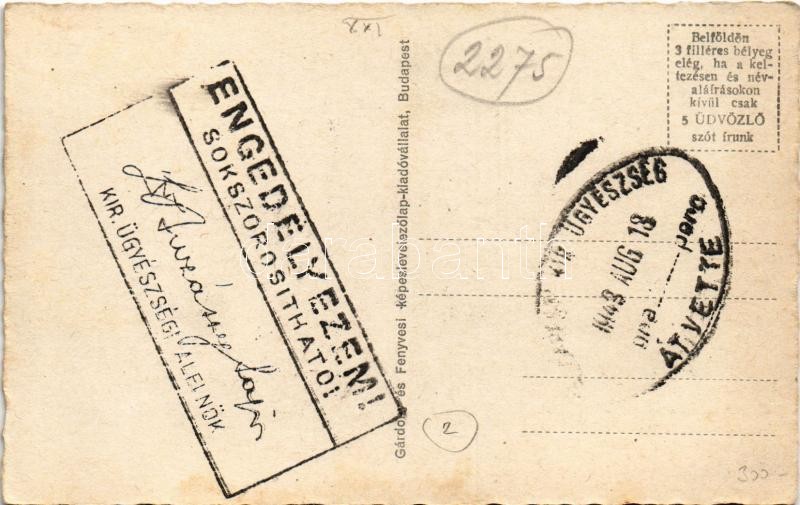 XXI
2275
Belföldön
3 filléres bélyeg
elég, ha a kel-
tezésen és név-
aláírásokon
kívül csak
5 ÜDVÖZLŐ
szót írunk
ENGEDÉLYEZEM!
SOKSZOROSITHATÓ!
KIR. ÜGYÉSZSÉGI ALELNÖK
Gárdonyi és Fenyvesi képeslevelezőlap-kiadóvállalat, Budapest
KIR. ÜGYÉSZSÉG
1943 AUG 18
óra perc
ÁTVETTE
2
300-
darabanth